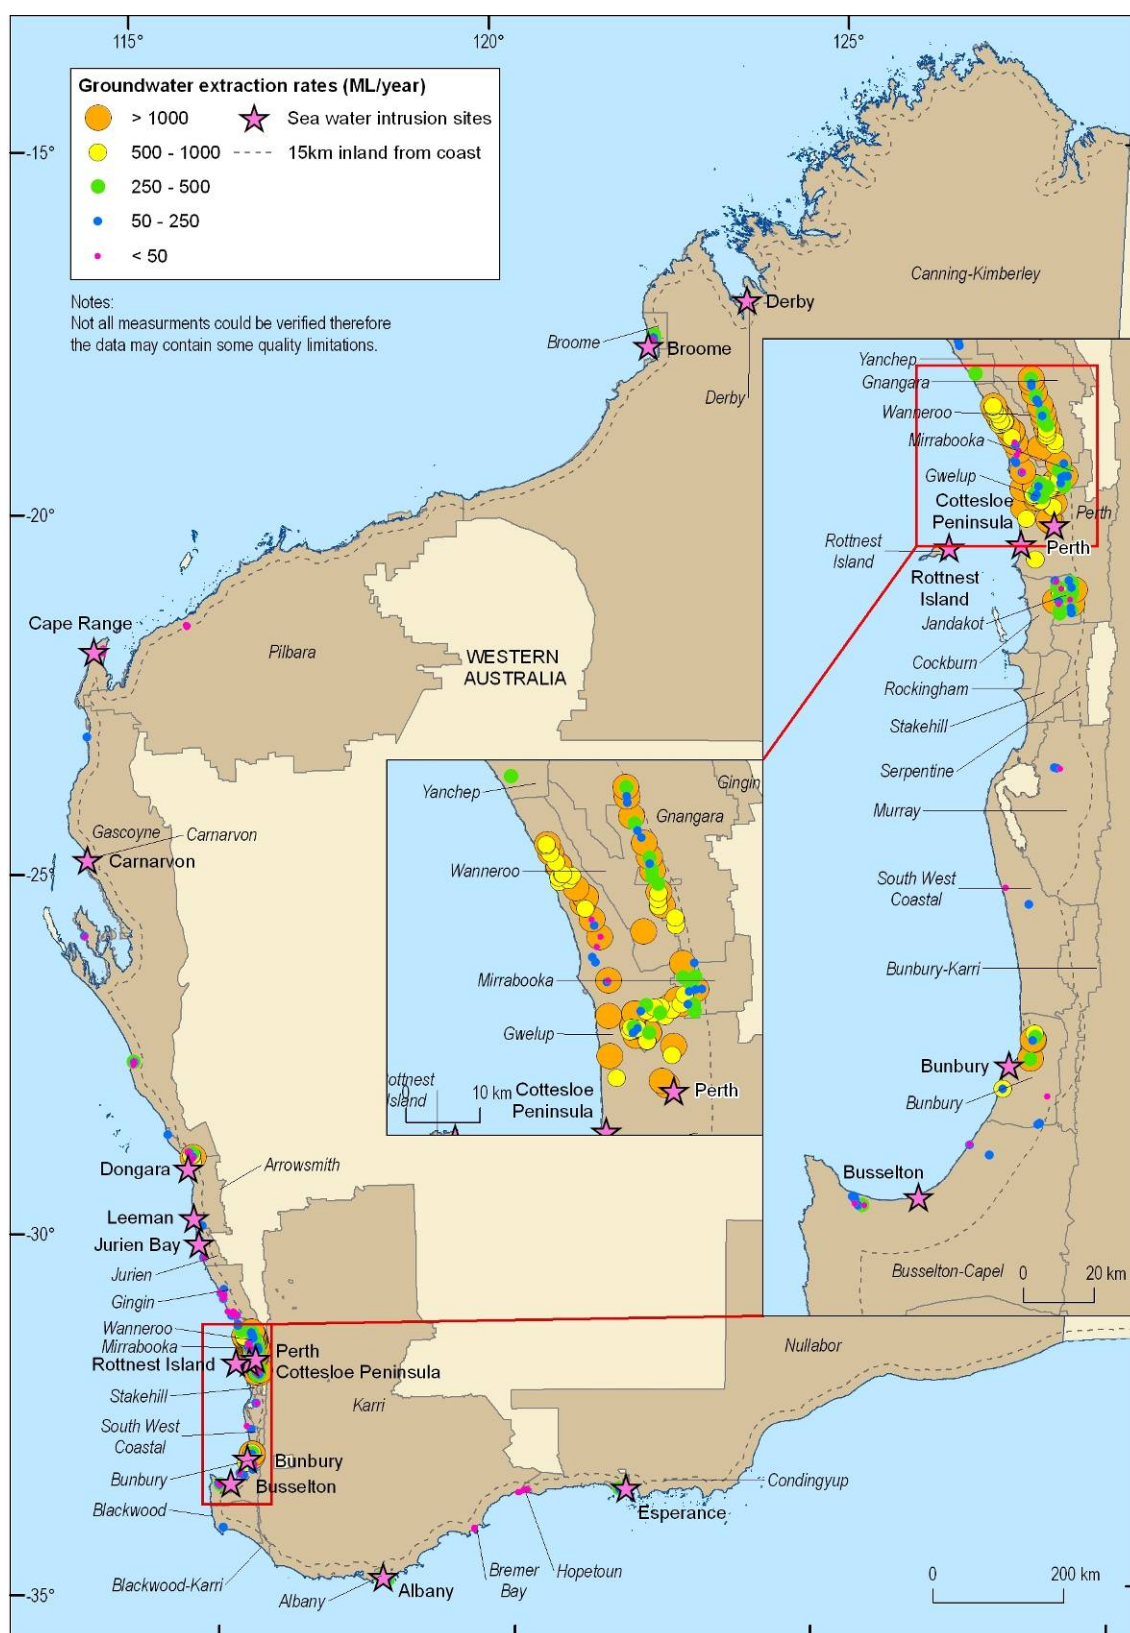 115°
120°
125°
-15°
-20°
-25°
-30°
-35°
Groundwater extraction rates (ML/year)
> 1000
Sea water intrusion sites
500 - 1000
15km inland from coast
250 - 500
50 - 250
< 50
Notes:
Not all measurments could be verified therefore
the data may contain some quality limitations.
Canning-Kimberley
Derby
Broome
Broome
Derby
Cape Range
Pilbara
WESTERN
AUSTRALIA
Gascoyne
Carnarvon
Carnarvon
Dongara
Arrowsmith
Leeman
Jurien Bay
Jurien
Gingin
Wanneroo
Mirrabooka
Perth
Rottnest Island
Cottesloe Peninsula
Stakehill
Karri
South West
Coastal
Bunbury
Bunbury
Busselton
Blackwood
Blackwood-Karri
Albany
Albany
Bremer
Bay
Hopetoun
Esperance
Condingyup
Nullabor
0
200 km
Yanchep
Gnangara
Wanneroo
Mirrabooka
Gwelup
Cottesloe
Peninsula
Perth
Perth
Rottnest
Island
Rottnest
Island
Jandakot
Cockburn
Rockingham
Stakehill
Serpentine
Murray
South West
Coastal
Bunbury-Karri
Bunbury
Bunbury
Busselton
Busselton-Capel
0
20 km
Yanchep
Gingin
Gnangara
Wanneroo
Mirrabooka
Gwelup
Perth
Cottesloe
Peninsula
ottnest
sland
0
10 km